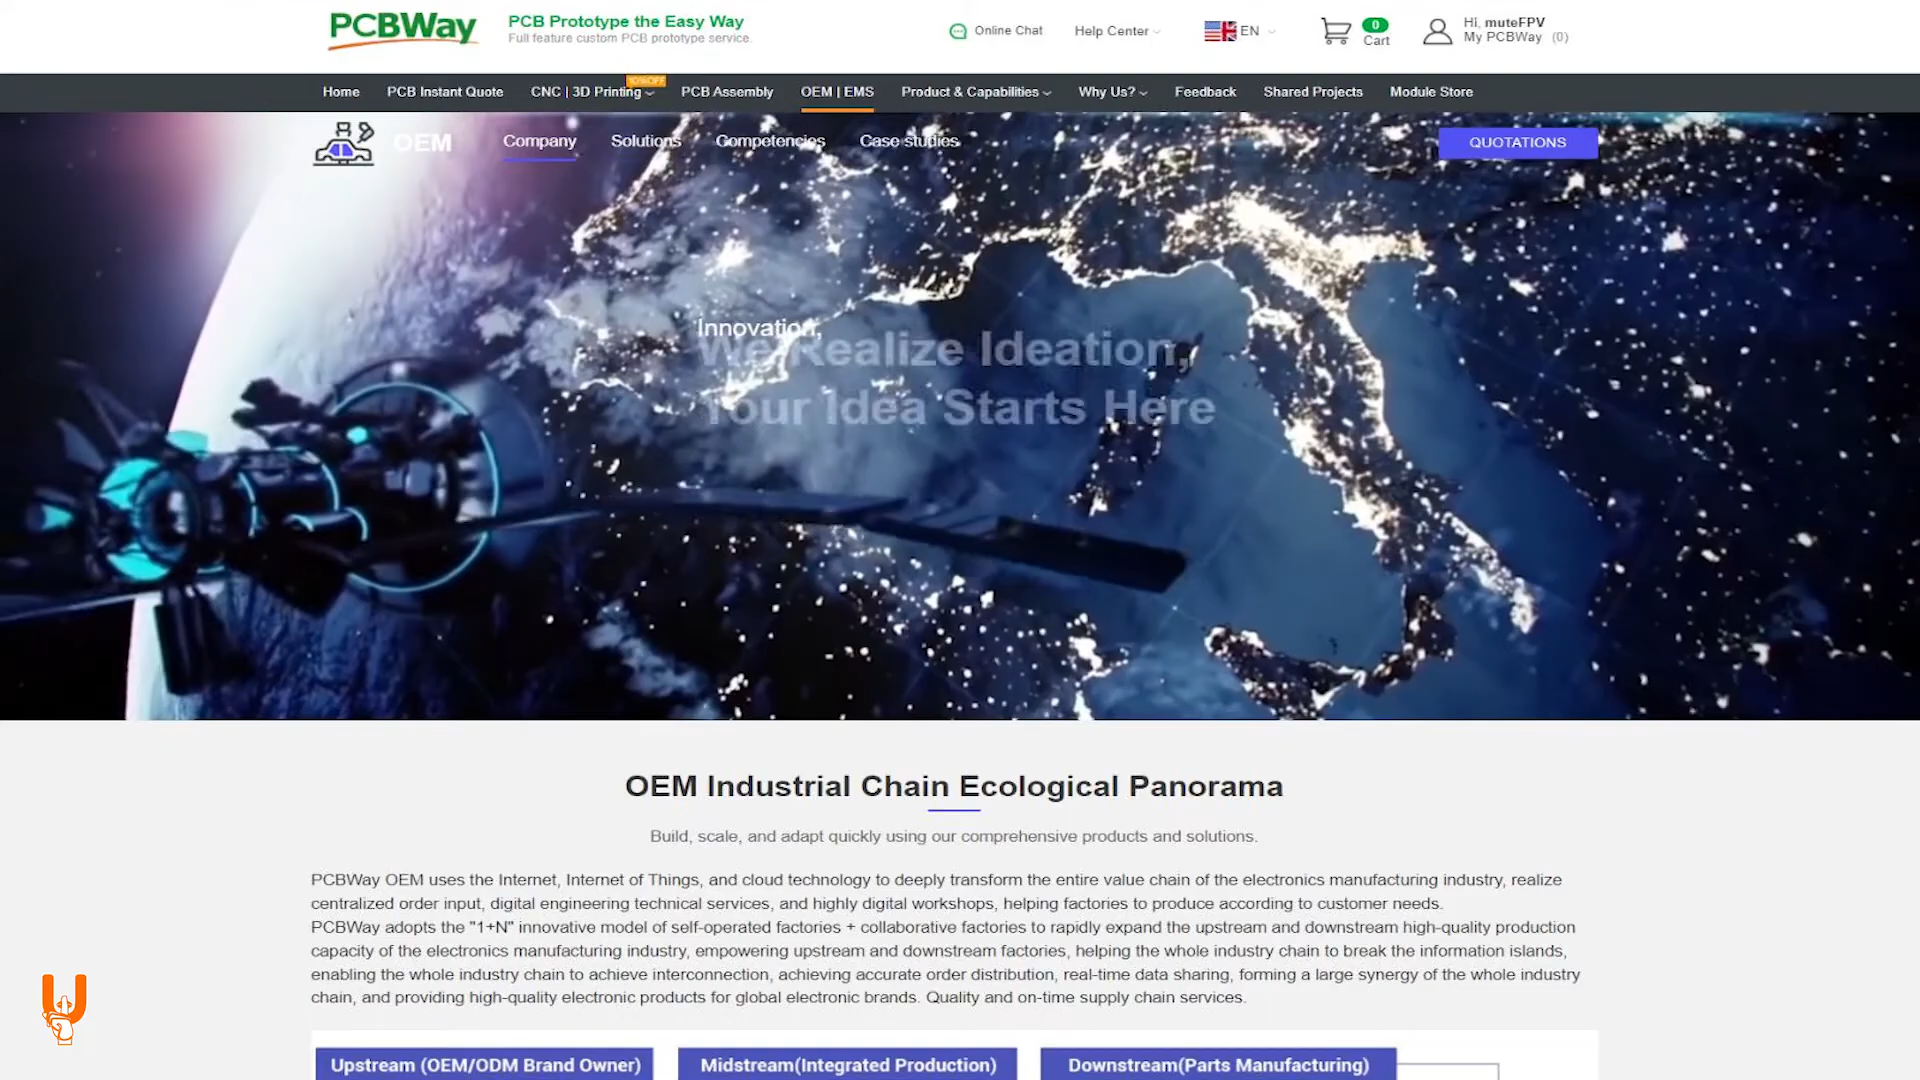 PCBWay
PCB Prototype the Easy Way
Full feature custom PCB prototype service.
Online Chat
Help Center
EN
0
Cart
Hi, muteFPV
My PCBWay (0)
Home
PCB Instant Quote
CNC | 3D Printing
10%OFF
PCB Assembly
OEM | EMS
Product & Capabilities
Why Us?
Feedback
Shared Projects
Module Store
OEM
Company
Solutions
Competencies
Case studies
QUOTATIONS
Innovation,
We Realize Ideation,
Your Idea Starts Here
OEM Industrial Chain Ecological Panorama
Build, scale, and adapt quickly using our comprehensive products and solutions.
PCBWay OEM uses the Internet, Internet of Things, and cloud technology to deeply transform the entire value chain of the electronics manufacturing industry, realize
centralized order input, digital engineering technical services, and highly digital workshops, helping factories to produce according to customer needs.
PCBWay adopts the "1+N" innovative model of self-operated factories + collaborative factories to rapidly expand the upstream and downstream high-quality production
capacity of the electronics manufacturing industry, empowering upstream and downstream factories, helping the whole industry chain to break the information islands,
enabling the whole industry chain to achieve interconnection, achieving accurate order distribution, real-time data sharing, forming a large synergy of the whole industry
chain, and providing high-quality electronic products for global electronic brands. Quality and on-time supply chain services.
Upstream (OEM/ODM Brand Owner)
Midstream(Integrated Production)
Downstream(Parts Manufacturing)